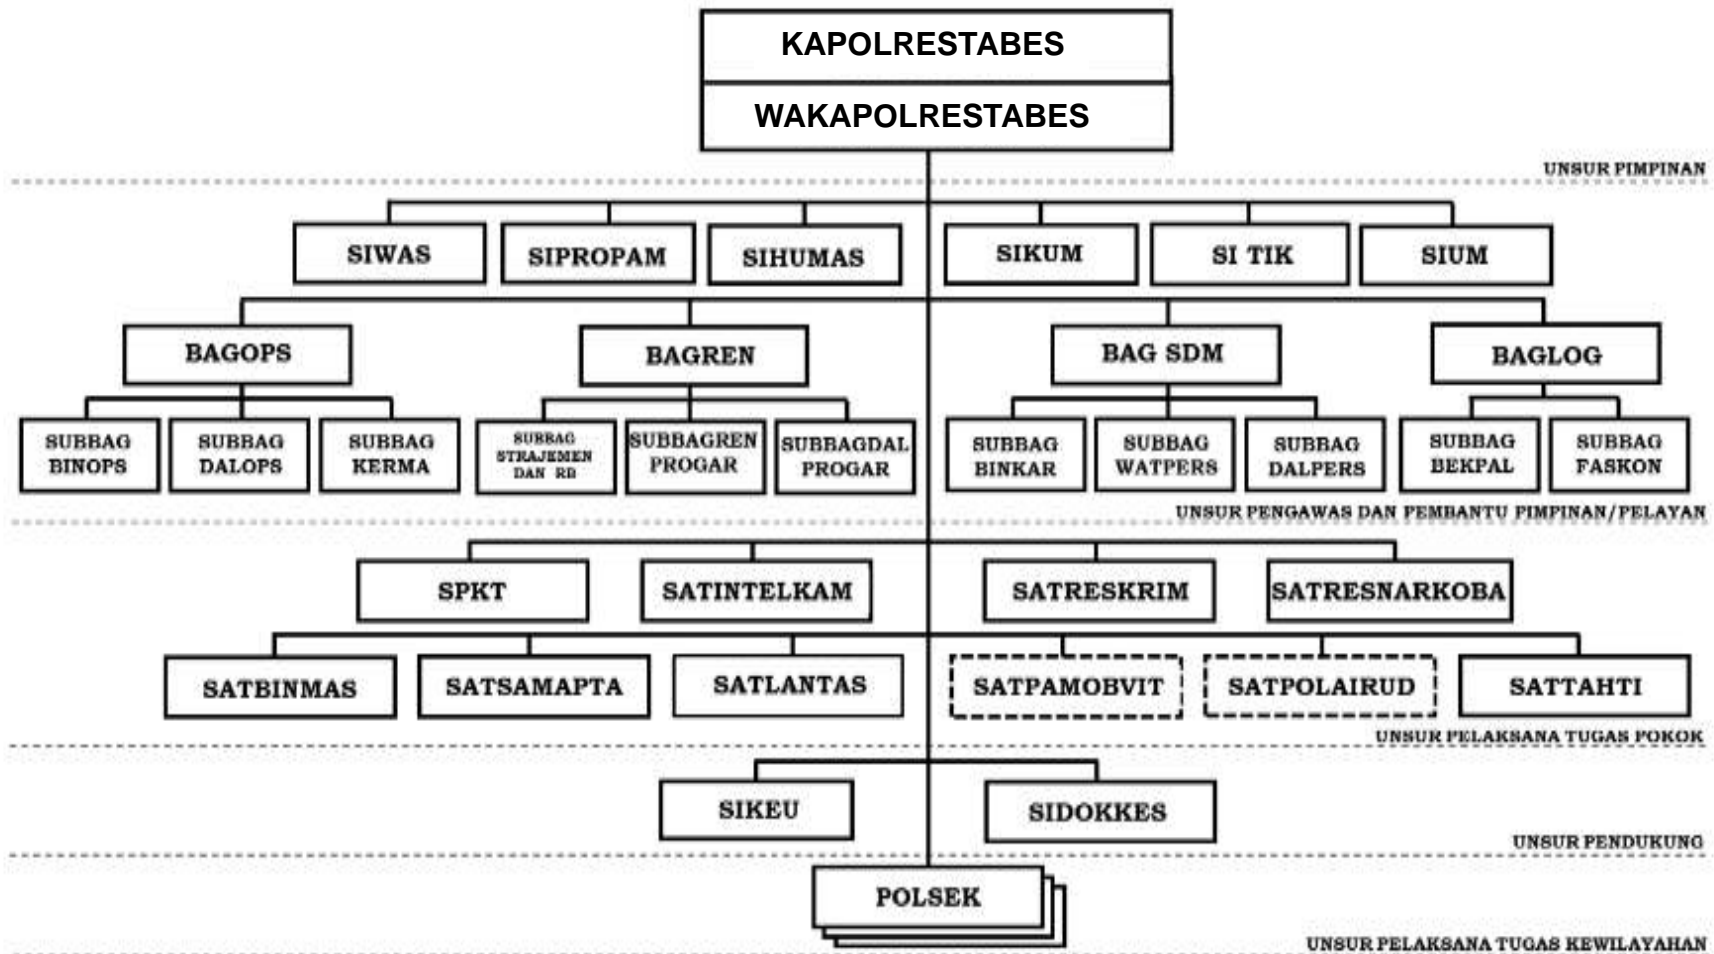 KAPOLRESTABES
WAKAPOLRESTABES
UNSUR PIMPINAN
SIWAS
SIPROPAM
SIHUMAS
SIKUM
SI TIK
SIUM
BAGOPS
BAGREN
BAG SDM
BAGLOG
SUBBAG
BINOPS
SUBBAG
DALOPS
SUBBAG
KERMA
SUBBAG
STRAJEMEN
DAN RB
SUBBAGREN
PROGAR
SUBBAGDAL
PROGAR
SUBBAG
BINKAR
SUBBAG
WATPERS
SUBBAG
DALPERS
SUBBAG
BEKPAL
SUBBAG
FASKON
UNSUR PENGAWAS DAN PEMBANTU PIMPINAN/PELAYAN
SPKT
SATINTELKAM
SATRESKRIM
SATRESNARKOBA
SATBINMAS
SATSAMAPTA
SATLANTAS
SATPAMOBVIT
SATPOLAIRUD
SATTAHTI
UNSUR PELAKSANA TUGAS POKOK
SIKEU
SIDOKKES
UNSUR PENDUKUNG
POLSEK
UNSUR PELAKSANA TUGAS KEWILAYAHAN